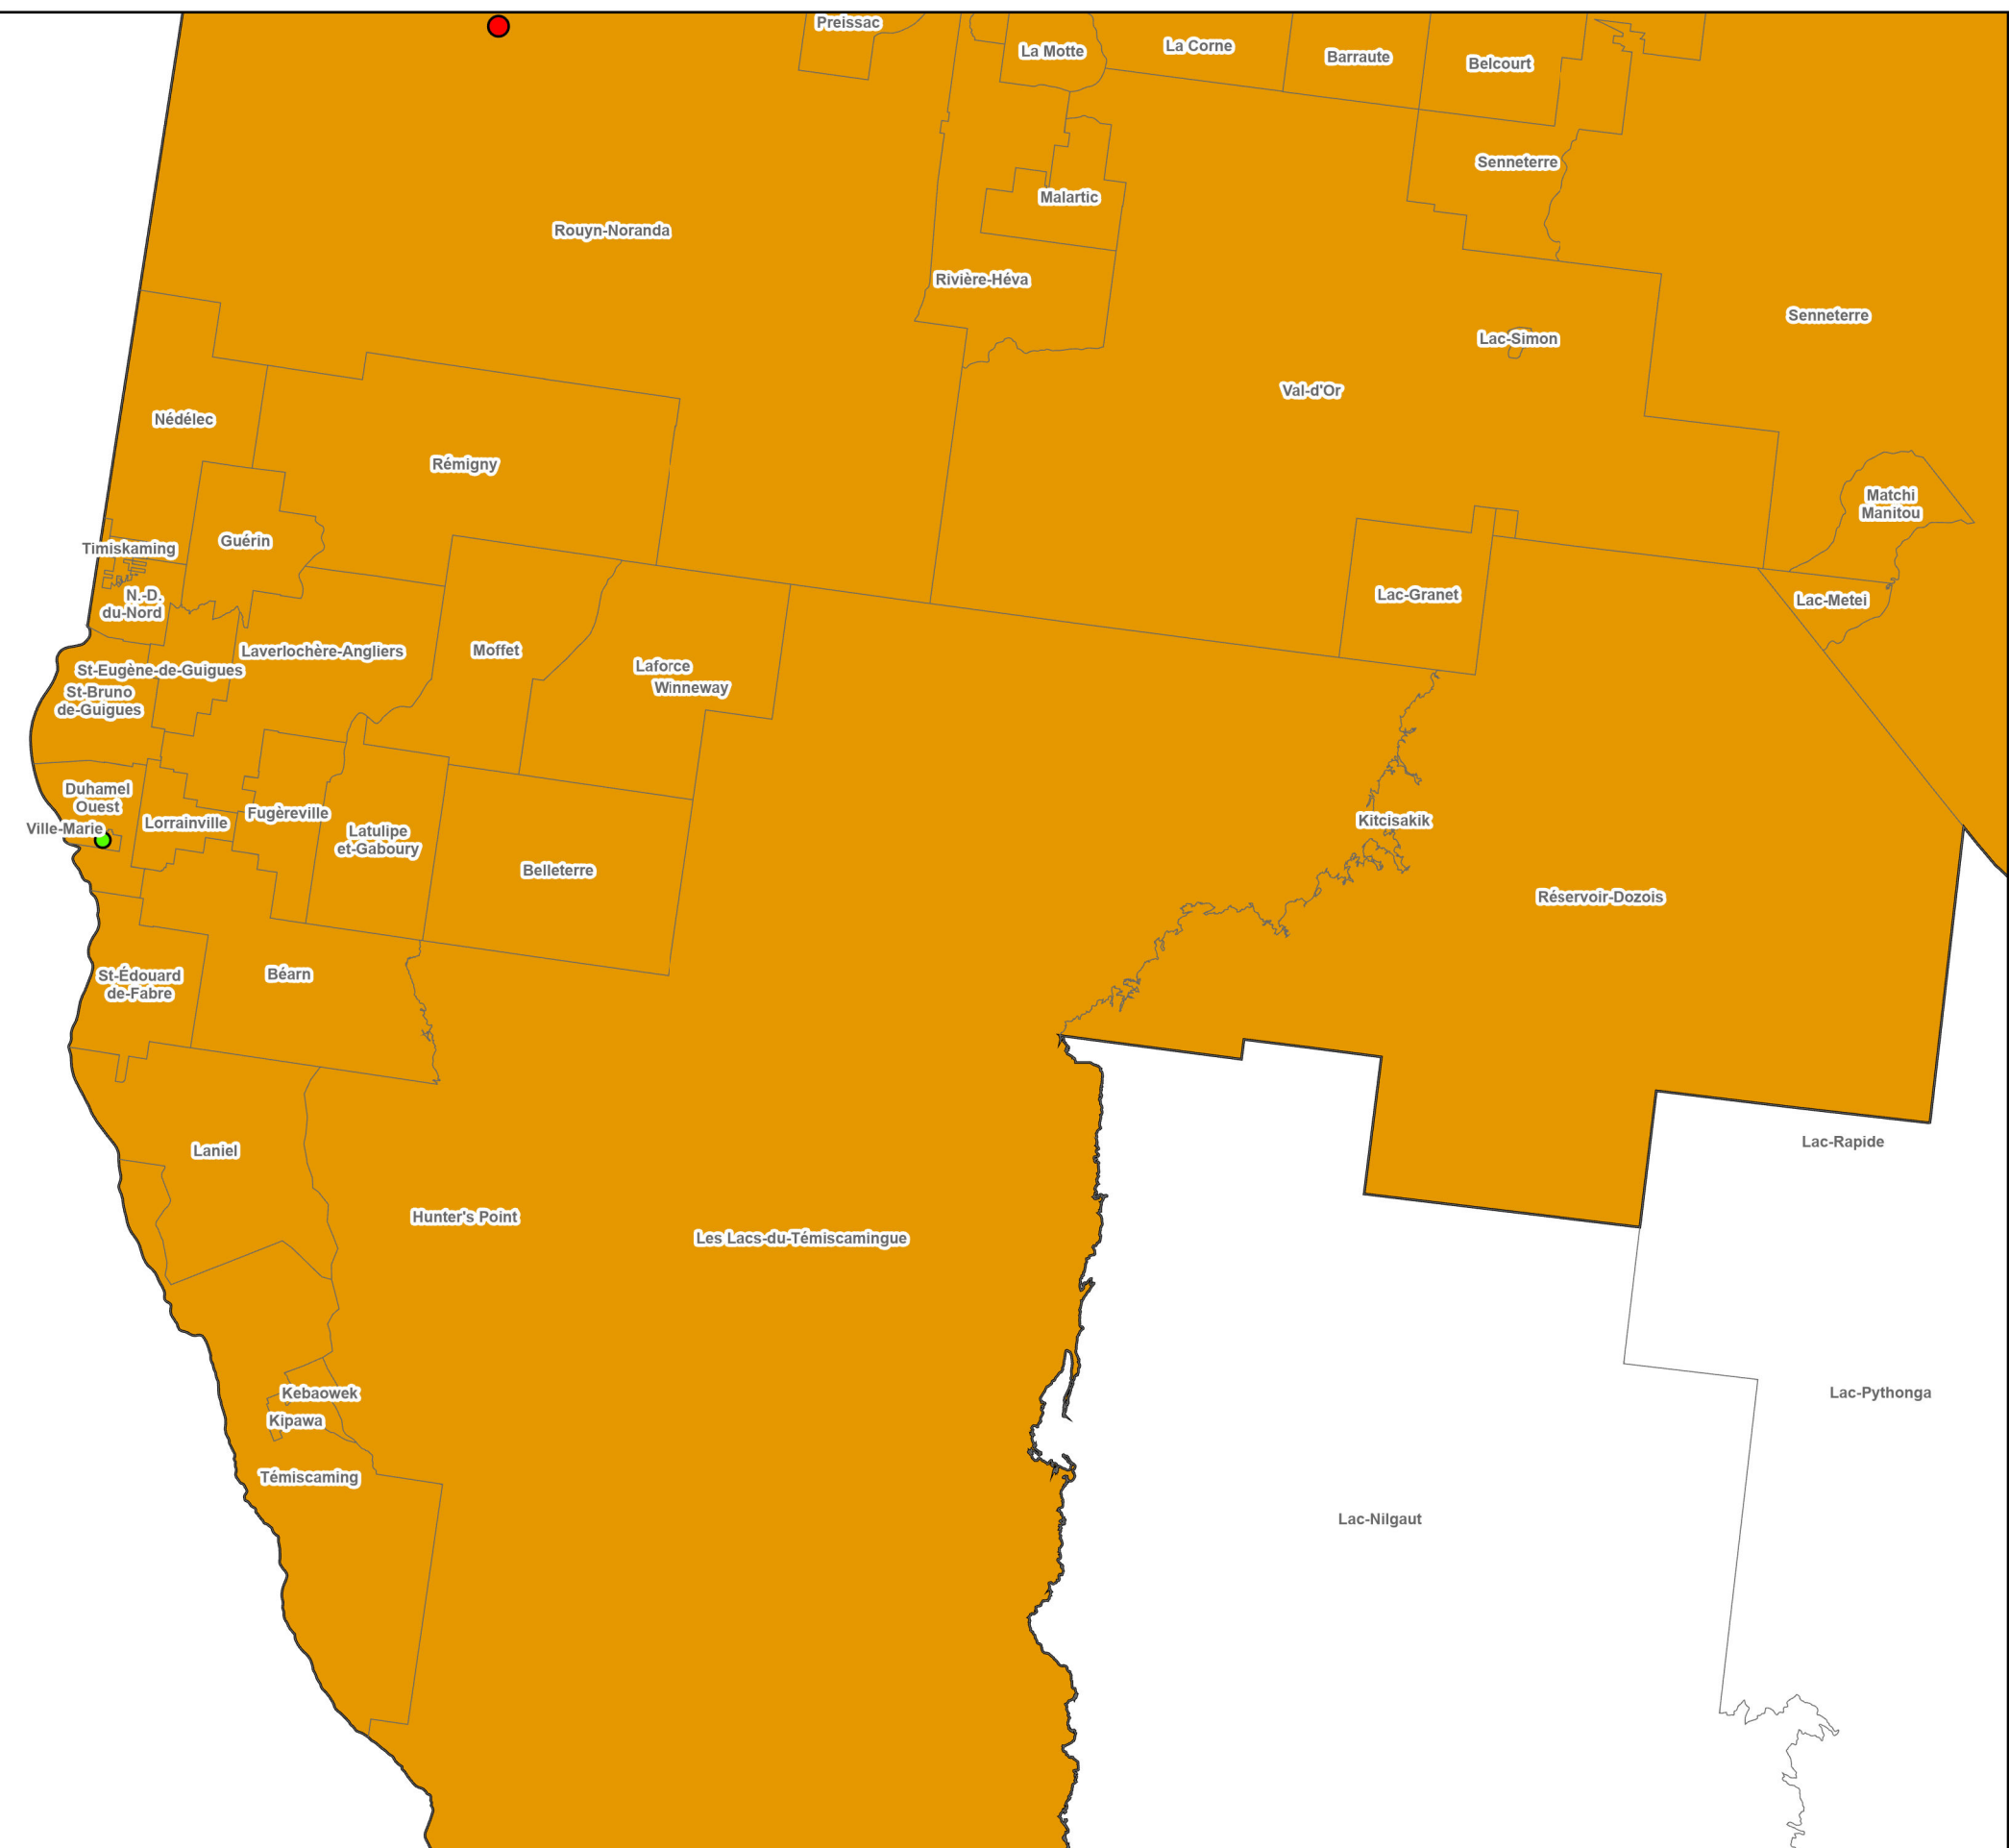 Preissac
La Motte
La Corne
Barraute
Belcourt
Senneterre
Malartic
Rouyn-Noranda
Rivière-Héva
Senneterre
Lac-Simon
Val-d'Or
Nédélec
Rémigny
Matchi
Manitou
Guérin
Timiskaming
N.-D.
du-Nord
Lac-Granet
Lac-Metei
Laverlochère-Angliers
Moffet
Laforce
Winneway
St-Eugène-de-Guigues
St-Bruno
de-Guigues
Duhamel
Ouest
Ville-Marie
Lorrainville
Fugèreville
Latulipe
et-Gaboury
Kitcisakik
Belleterre
Réservoir-Dozois
St-Édouard
de-Fabre
Béarn
Lac-Rapide
Laniel
Hunter's Point
Les Lacs-du-Témiscamingue
Kebaowek
Lac-Pythonga
Kipawa
Témiscaming
Lac-Nilgaut